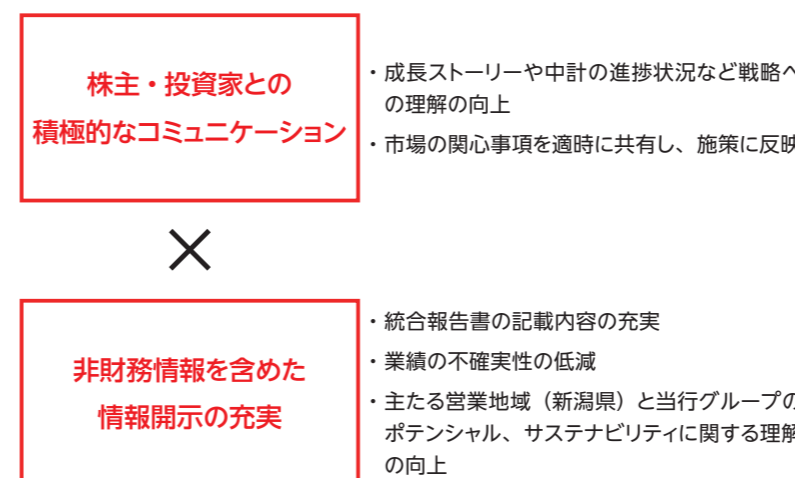 株主・投資家との
積極的なコミュニケーション
・成長ストーリーや中計の進捗状況など戦略へ
の理解の向上
・市場の関心事項を適時に共有し、施策に反映
×
非財務情報を含めた
情報開示の充実
・統合報告書の記載内容の充実
・業績の不確実性の低減
・主たる営業地域（新潟県）と当行グループの
ポテンシャル、サステナビリティに関する理解
の向上